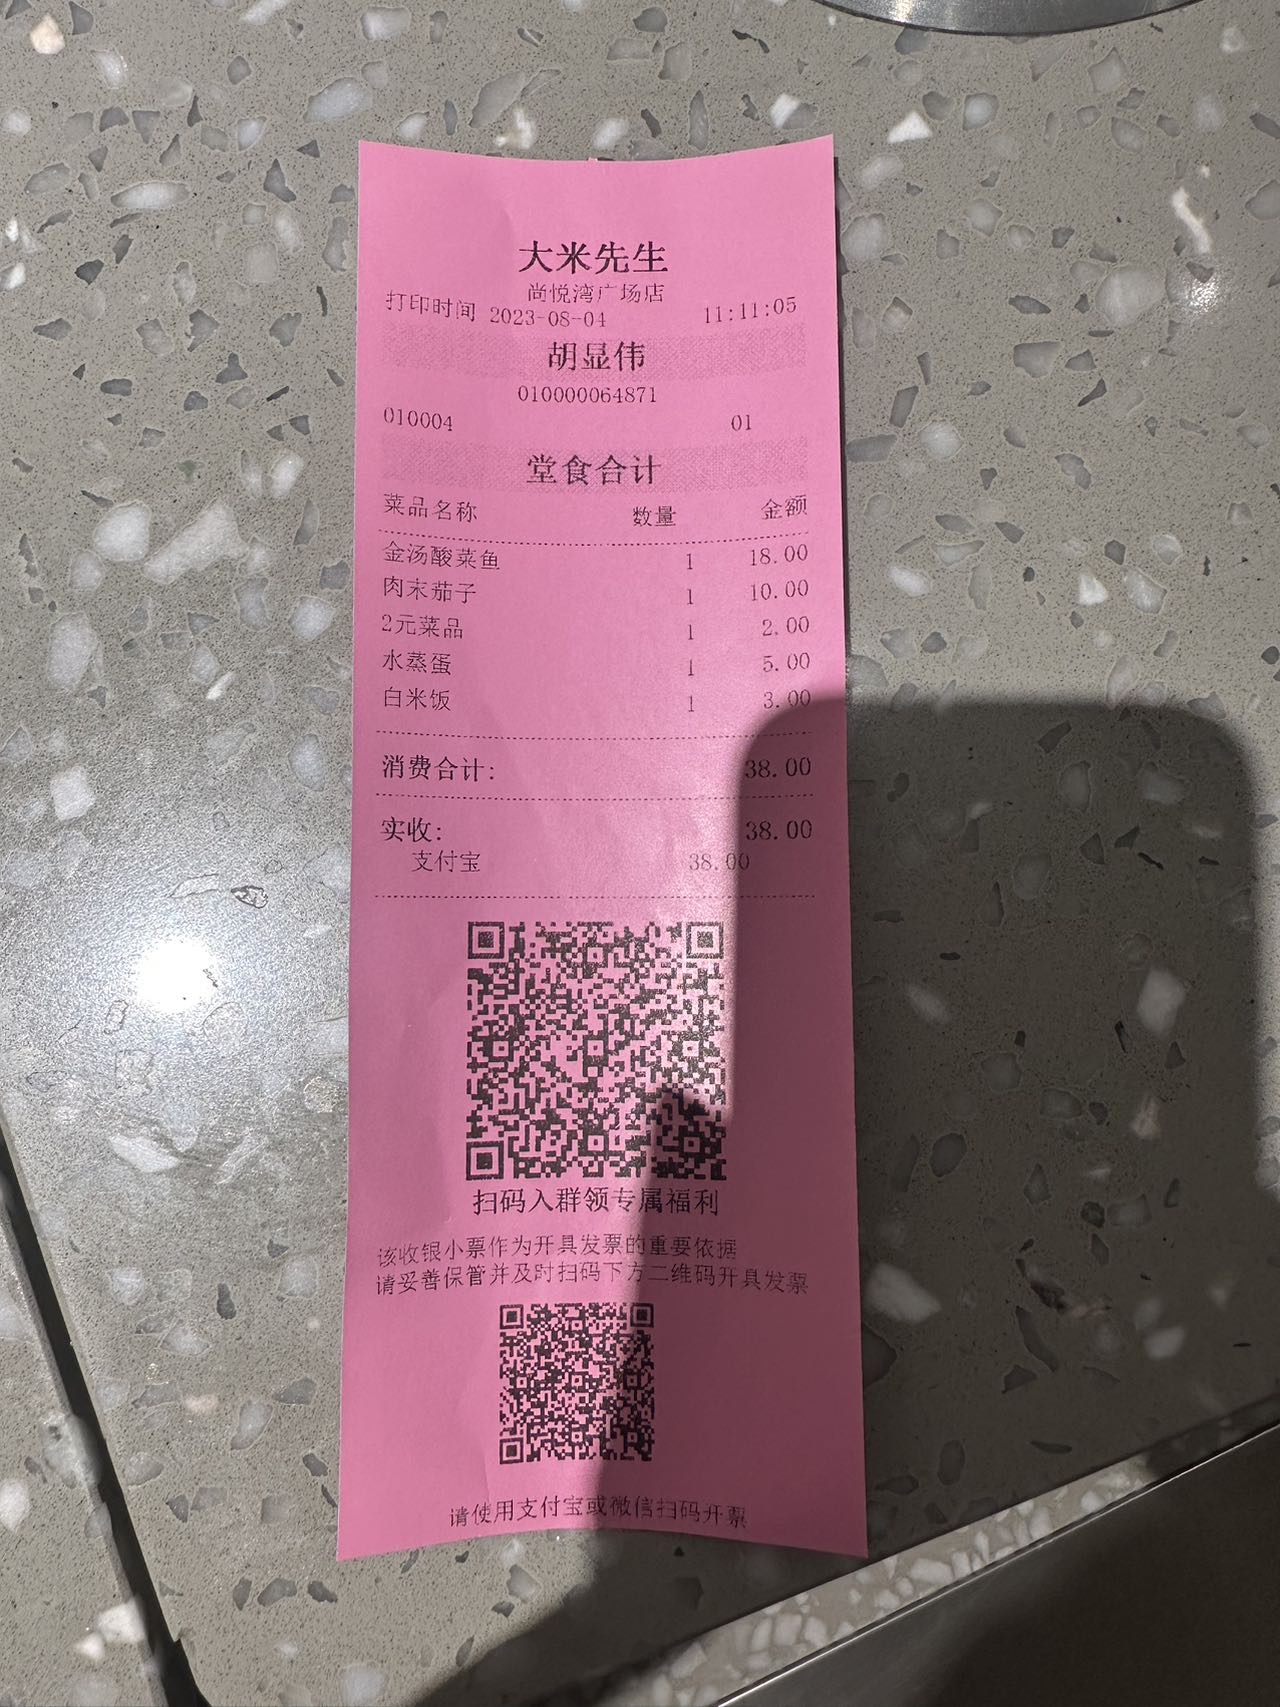 大米先生
尚悦湾广场店
打印时间 2023-08-04 11:11:05
胡显伟
010000064871
010004 01
堂食合计
菜品名称 数量 金额
金汤酸菜鱼 1 18.00
肉末茄子 1 10.00
2元菜品 1 2.00
水蒸蛋 1 5.00
白米饭 1 3.00
消费合计: 38.00
实收: 38.00
支付宝 38.00
扫码入群领专属福利
该收银小票作为开具发票的重要依据
请妥善保管并及时扫码下方二维码开具发票
请使用支付宝或微信扫码开票